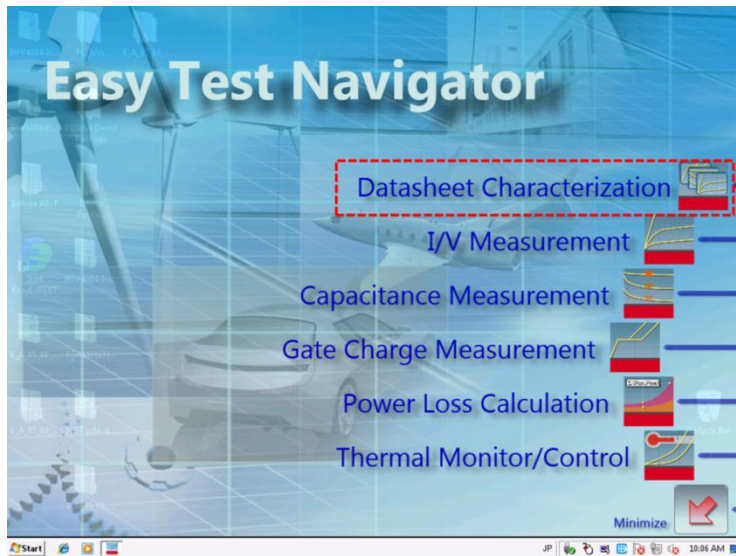 Easy Test Navigator
Datasheet Characterization
I/V Measurement
Capacitance Measurement
Gate Charge Measurement
Power Loss Calculation
Thermal Monitor/Control
Minimize
Start
JP
10:06 AM